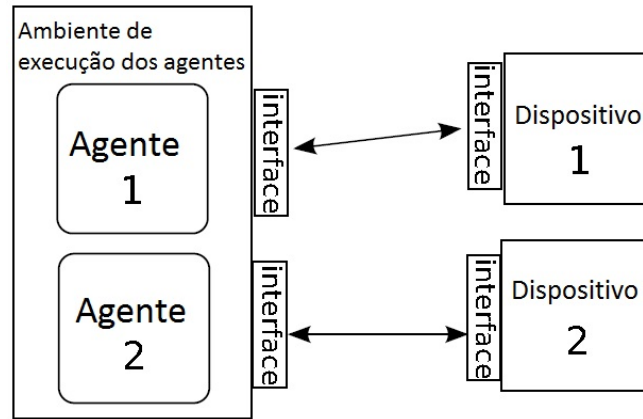 Ambiente de
execução dos agentes
Agente
1
interface
interface
Dispositivo
1
Agente
2
interface
interface
Dispositivo
2